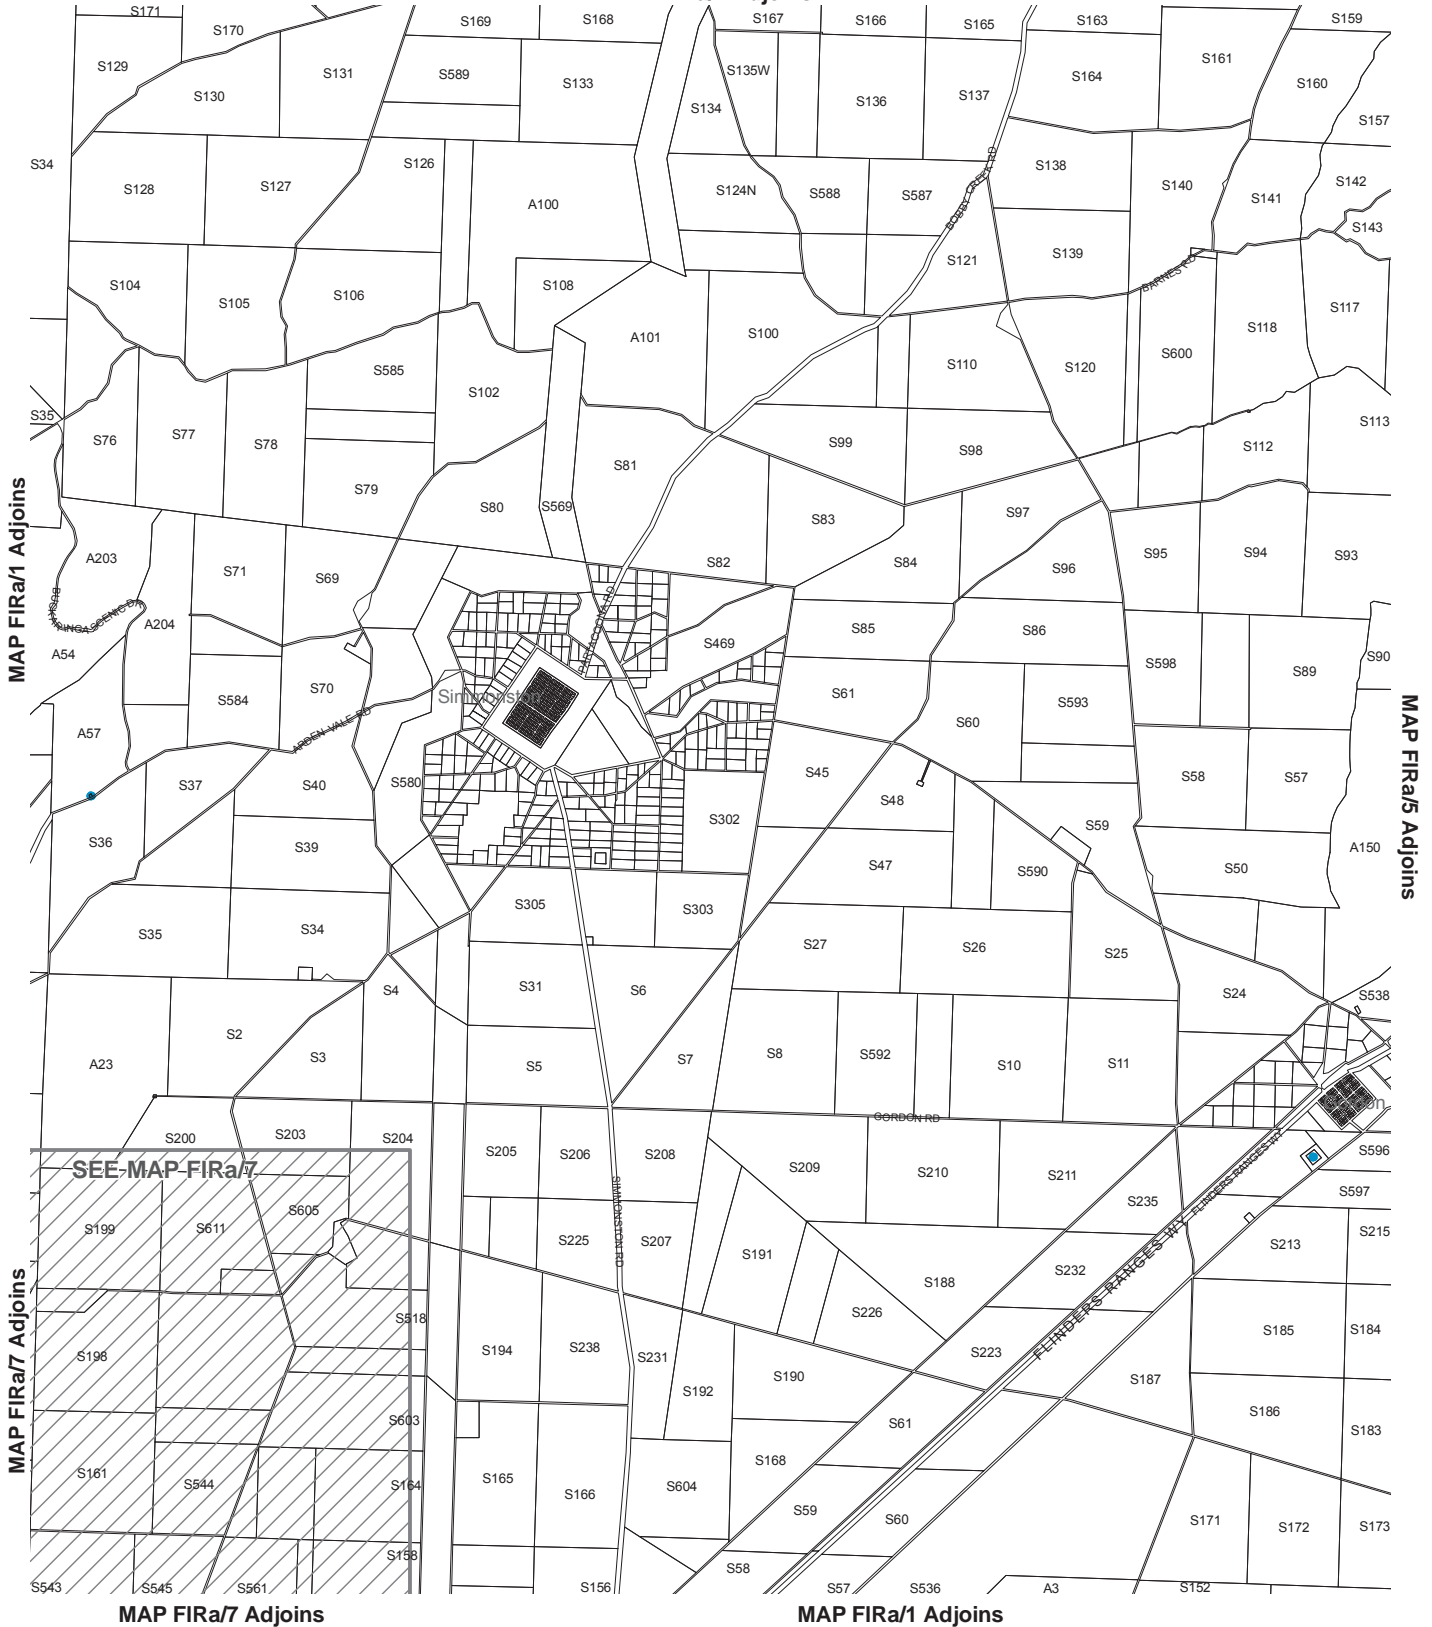 S171
S170
S169
S168
S167
S166
S165
S163
S159
S129
S130
S131
S589
S133
S134
S135W
S136
S137
S164
S161
S160
S157
S34
S128
S127
S126
A100
S124N
S588
S587
BOBBY CREEK RD
S138
S140
S141
S142
S143
S104
S105
S106
S108
A101
S100
S121
S139
BARNES RD
S118
S117
S585
S102
S110
S120
S600
S35
S76
S77
S78
S79
S80
S569
S81
S99
S98
S112
S113
MAP FIRa/1 Adjoins
A203
S71
S69
S82
S83
S84
S97
S96
S95
S94
S93
A204
A54
S469
S85
S86
S598
S89
S90
A57
S584
S70
ARDEN VALE RD
Simmonston
S61
S60
S593
MAP FIRa/5 Adjoins
S37
S40
S580
S45
S48
S58
S57
S36
S39
S302
S47
S590
S59
S50
A150
S35
S34
S305
S303
S27
S26
S25
A23
S2
S3
S4
S31
S6
S24
S538
S5
S7
S8
S592
S10
S11
GORDON RD
S200
S203
S204
S205
S206
S208
S209
S210
S211
S235
FLINDERS RANGES WY
S596
S597
SEE MAP FIRa/7
S199
S611
S605
S225
S207
SIMMONSTON RD
S191
S188
S226
S232
S213
S215
MAP FIRa/7 Adjoins
S198
S518
S194
S238
S231
S192
S190
S223
FLINDERS RANGES WY
S187
S185
S184
S186
S183
S603
S61
S161
S544
S164
S165
S166
S604
S168
S59
S60
S171
S172
S173
S158
S543
S545
S561
S156
S58
S57
S536
A3
S152
MAP FIRa/7 Adjoins
MAP FIRa/1 Adjoins